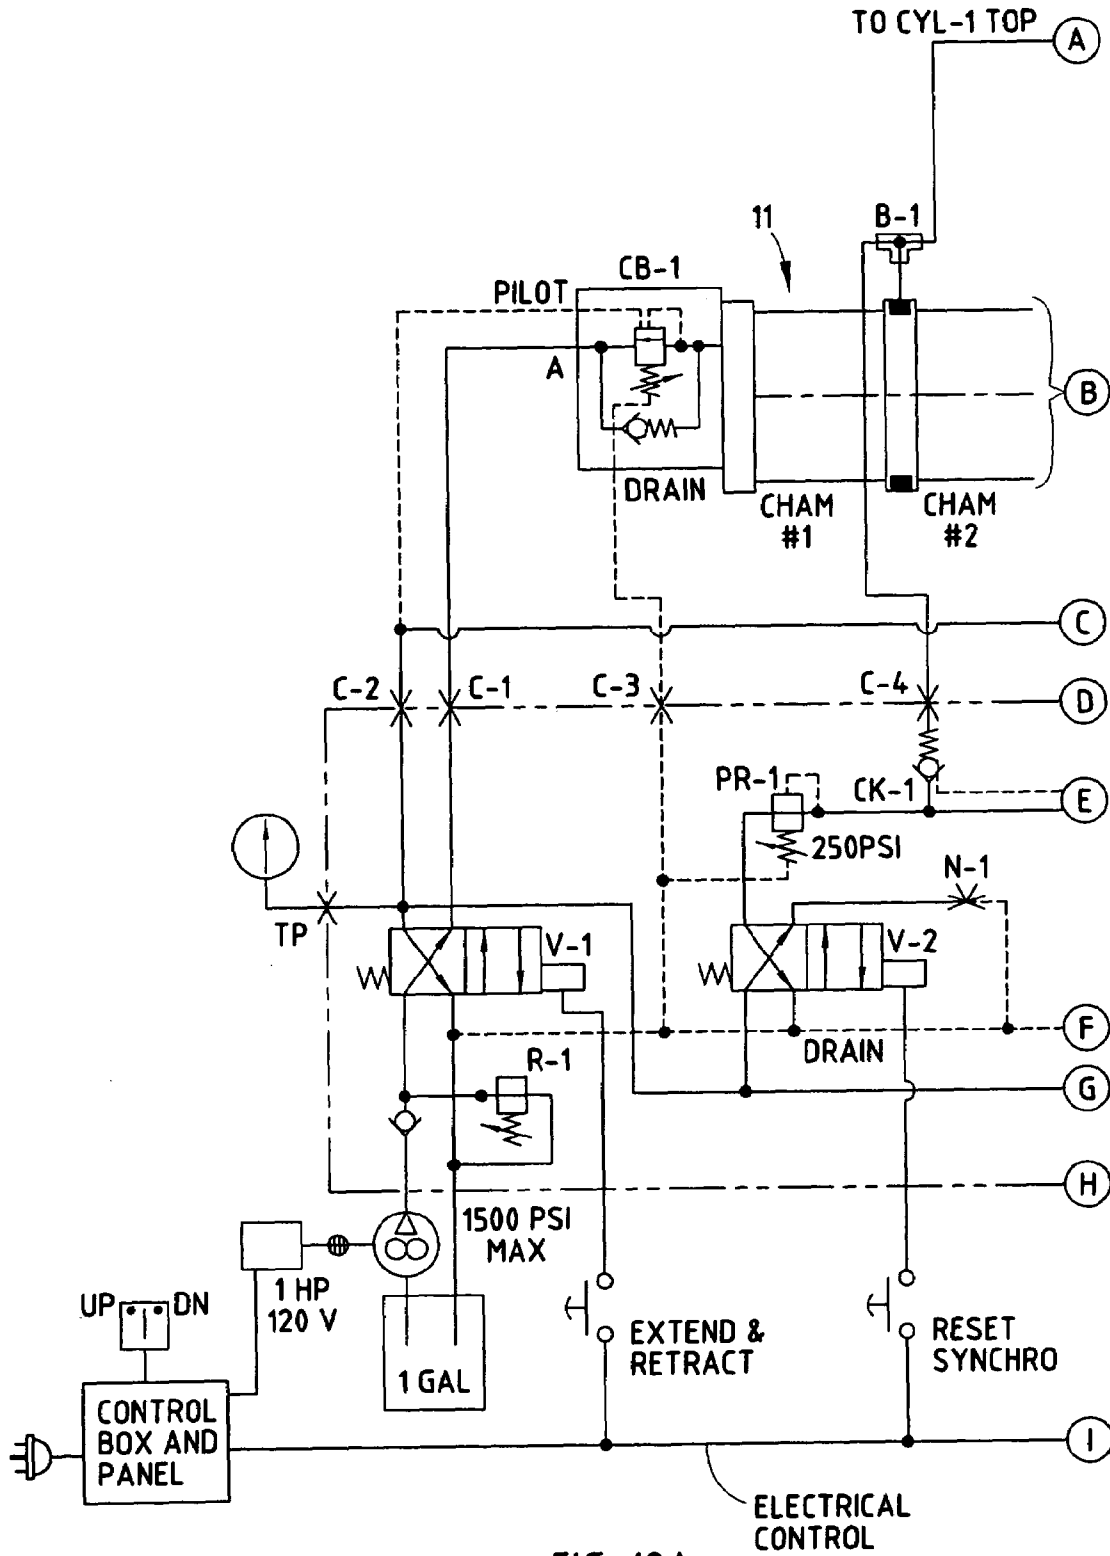 TO CYL-1 TOP
A
11
B-1
CB-1
PILOT
A
B
DRAIN
CHAM
#1
CHAM
#2
C
C-2
C-1
C-3
C-4
D
PR-1
CK-1
E
250PSI
N-1
TP
V-1
V-2
DRAIN
F
R-1
G
H
1500 PSI
MAX
1 HP
120 V
UP
DN
EXTEND &
RETRACT
RESET
SYNCHRO
1 GAL
CONTROL
BOX AND
PANEL
I
ELECTRICAL
CONTROL